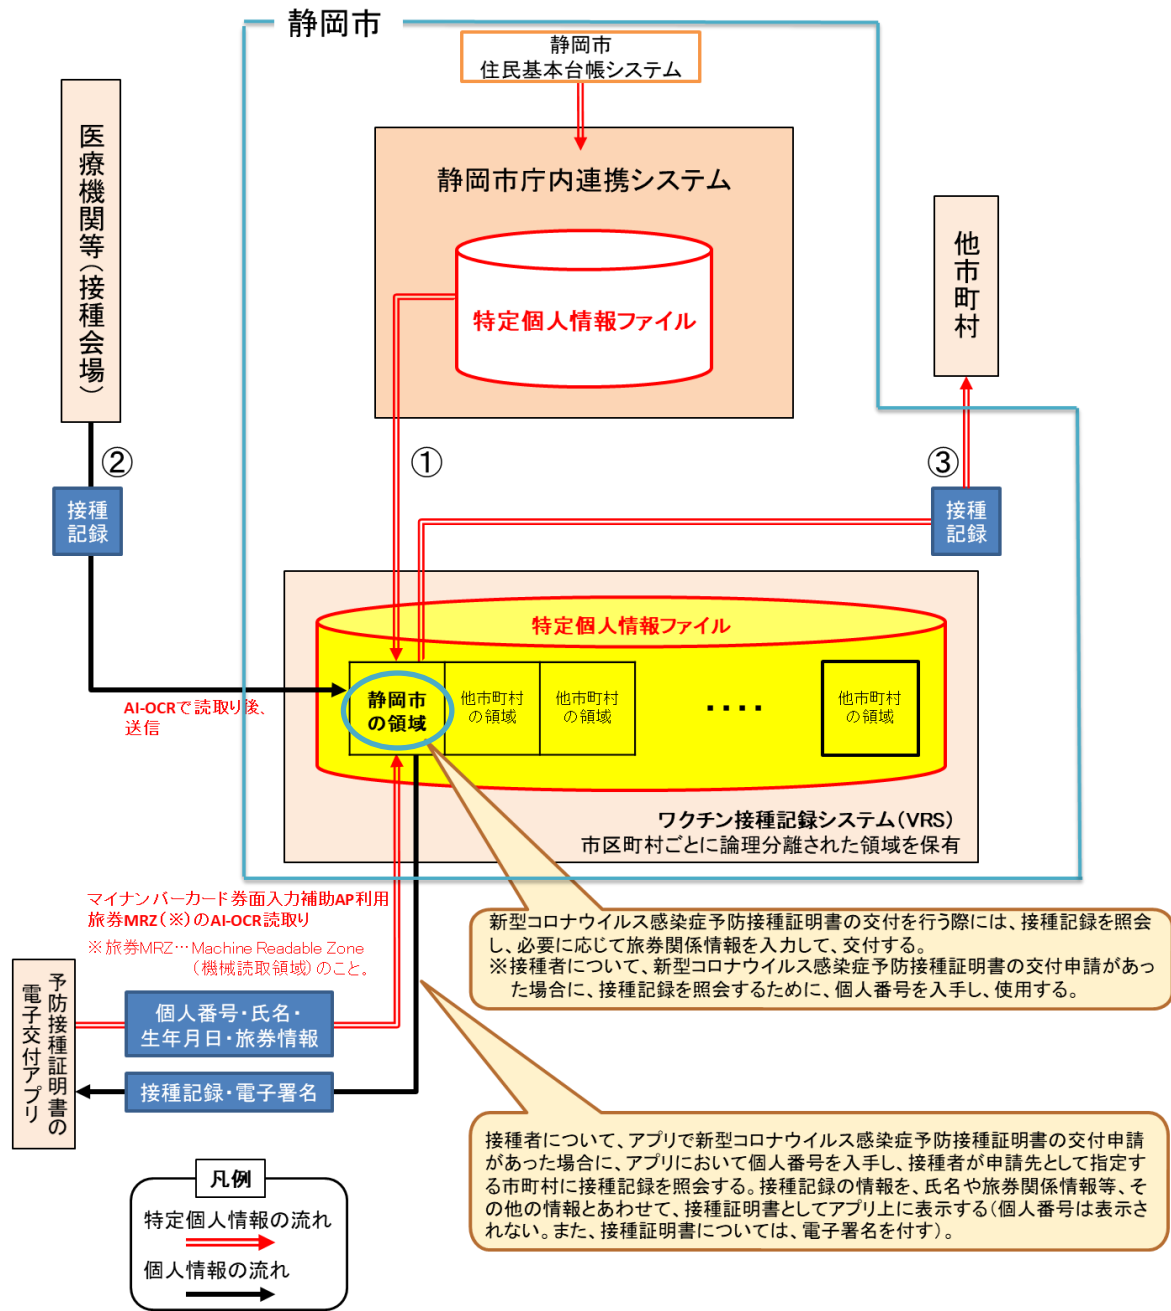 静岡市
静岡市
住民基本台帳システム
静岡市庁内連携システム
特定個人情報ファイル
医療機関等(接種会場)
他市町村
②
①
③
接種
記録
接種
記録
特定個人情報ファイル
静岡市
の領域
他市町村
の領域
他市町村
の領域
・・・・
他市町村
の領域
AI-OCRで読取り後、
送信
ワクチン接種記録システム(VRS)
市区町村ごとに論理分離された領域を保有
マイナンバーカード券面入力補助AP利用
旅券MRZ(※)のAI-OCR読取り
※旅券MRZ…Machine Readable Zone
(機械読取領域)のこと。
新型コロナウイルス感染症予防接種証明書の交付を行う際には、接種記録を照会
し、必要に応じて旅券関係情報を入力して、交付する。
※接種者について、新型コロナウイルス感染症予防接種証明書の交付申請があっ
た場合に、接種記録を照会するために、個人番号を入手し、使用する。
予防接種証明書の
電子交付アプリ
個人番号・氏名・
生年月日・旅券情報
接種記録・電子署名
接種者について、アプリで新型コロナウイルス感染症予防接種証明書の交付申請
があった場合に、アプリにおいて個人番号を入手し、接種者が申請先として指定す
る市町村に接種記録を照会する。接種記録の情報を、氏名や旅券関係情報等、そ
の他の情報とあわせて、接種証明書としてアプリ上に表示する(個人番号は表示さ
れない。また、接種証明書については、電子署名を付す)。
凡例
特定個人情報の流れ
個人情報の流れ